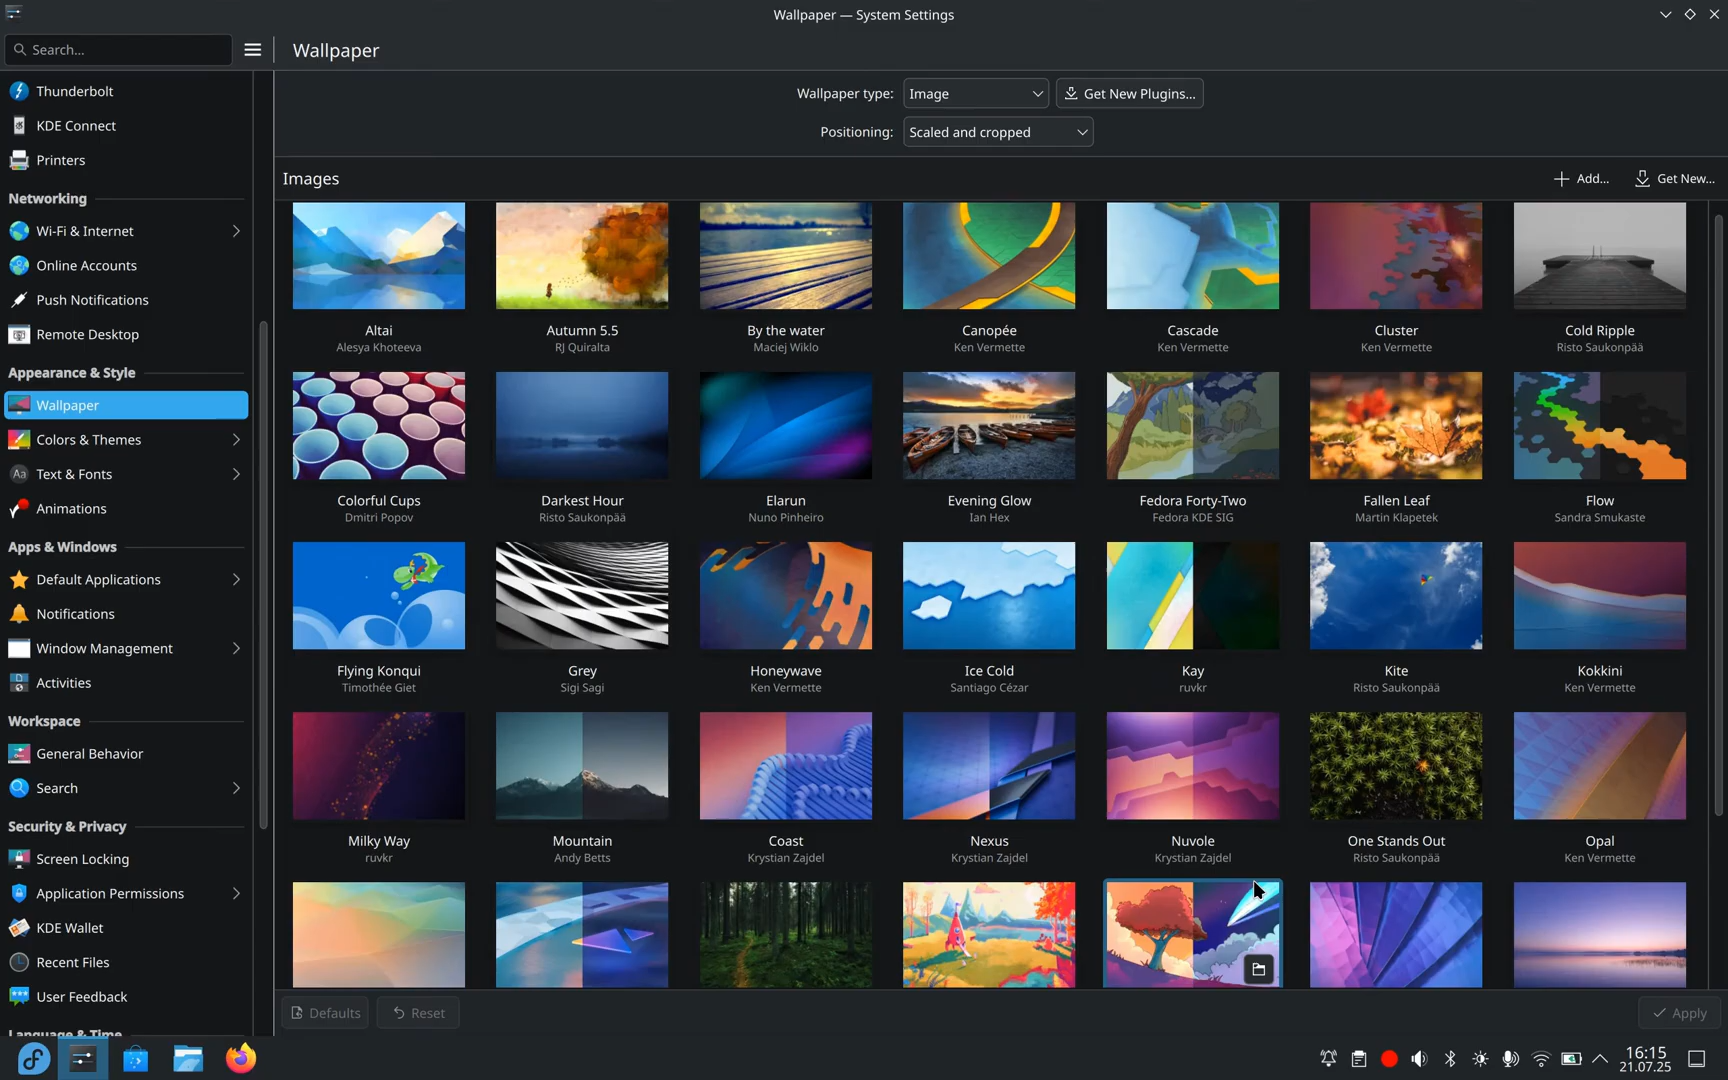 Wallpaper — System Settings
Search...
Wallpaper
Thunderbolt
KDE Connect
Printers
Networking
Wi-Fi & Internet
Online Accounts
Push Notifications
Remote Desktop
Appearance & Style
Wallpaper
Colors & Themes
Aa Text & Fonts
Animations
Apps & Windows
Default Applications
Notifications
Window Management
Activities
Workspace
General Behavior
Search
Security & Privacy
Screen Locking
Application Permissions
KDE Wallet
Recent Files
User Feedback
Language & Time
Wallpaper type: Image Get New Plugins...
Positioning: Scaled and cropped
Images Add... Get New...
Altai Autumn 5.5 By the water Canopée Cascade Cluster Cold Ripple
Alesya Khoteeva RJ Quiralta Maciej Wiklo Ken Vermette Ken Vermette Ken Vermette Risto Saukonpää
Colorful Cups Darkest Hour Elarun Evening Glow Fedora Forty-Two Fallen Leaf Flow
Dmitri Popov Risto Saukonpää Nuno Pinheiro Ian Hex Fedora KDE SIG Martin Klapetek Sandra Smukaste
Flying Konqui Grey Honeywave Ice Cold Kay Kite Kokkini
Timothée Giet Sigi Sagi Ken Vermette Santiago Cézar ruvkr Risto Saukonpää Ken Vermette
Milky Way Mountain Coast Nexus Nuvole One Stands Out Opal
ruvkr Andy Betts Krystian Zajdel Krystian Zajdel Krystian Zajdel Risto Saukonpää Ken Vermette
Defaults Reset Apply
16:15
21.07.25